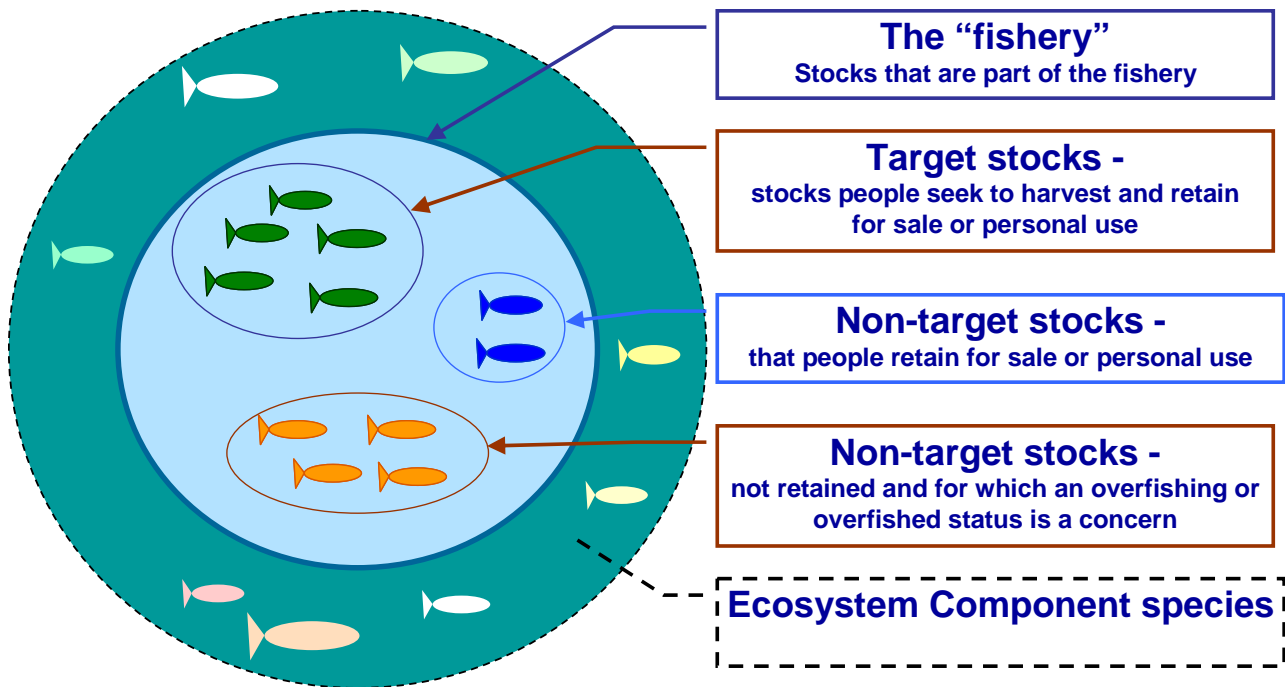 The “fishery”
Stocks that are part of the fishery
Target stocks -
stocks people seek to harvest and retain
for sale or personal use
Non-target stocks -
that people retain for sale or personal use
Non-target stocks -
not retained and for which an overfishing or
overfished status is a concern
Ecosystem Component species